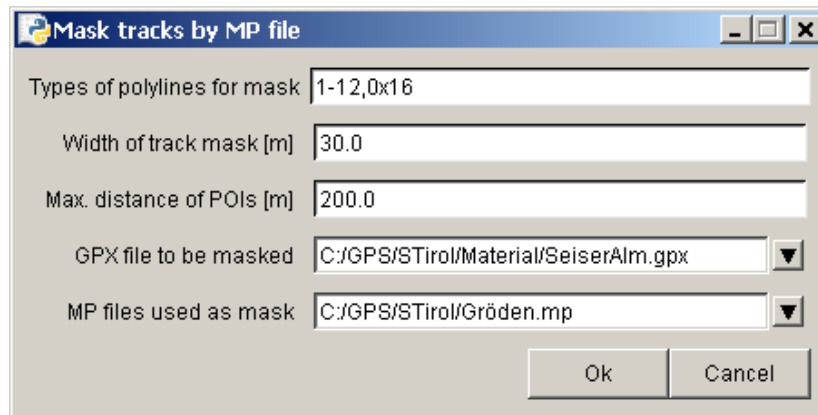 Mask tracks by MP file
Types of polylines for mask 1-12,0x16
Width of track mask [m] 30.0
Max. distance of POIs [m] 200.0
GPX file to be masked C:/GPS/STirol/Material/SeiserAlm.gpx
MP files used as mask C:/GPS/STirol/Gröden.mp
Ok Cancel